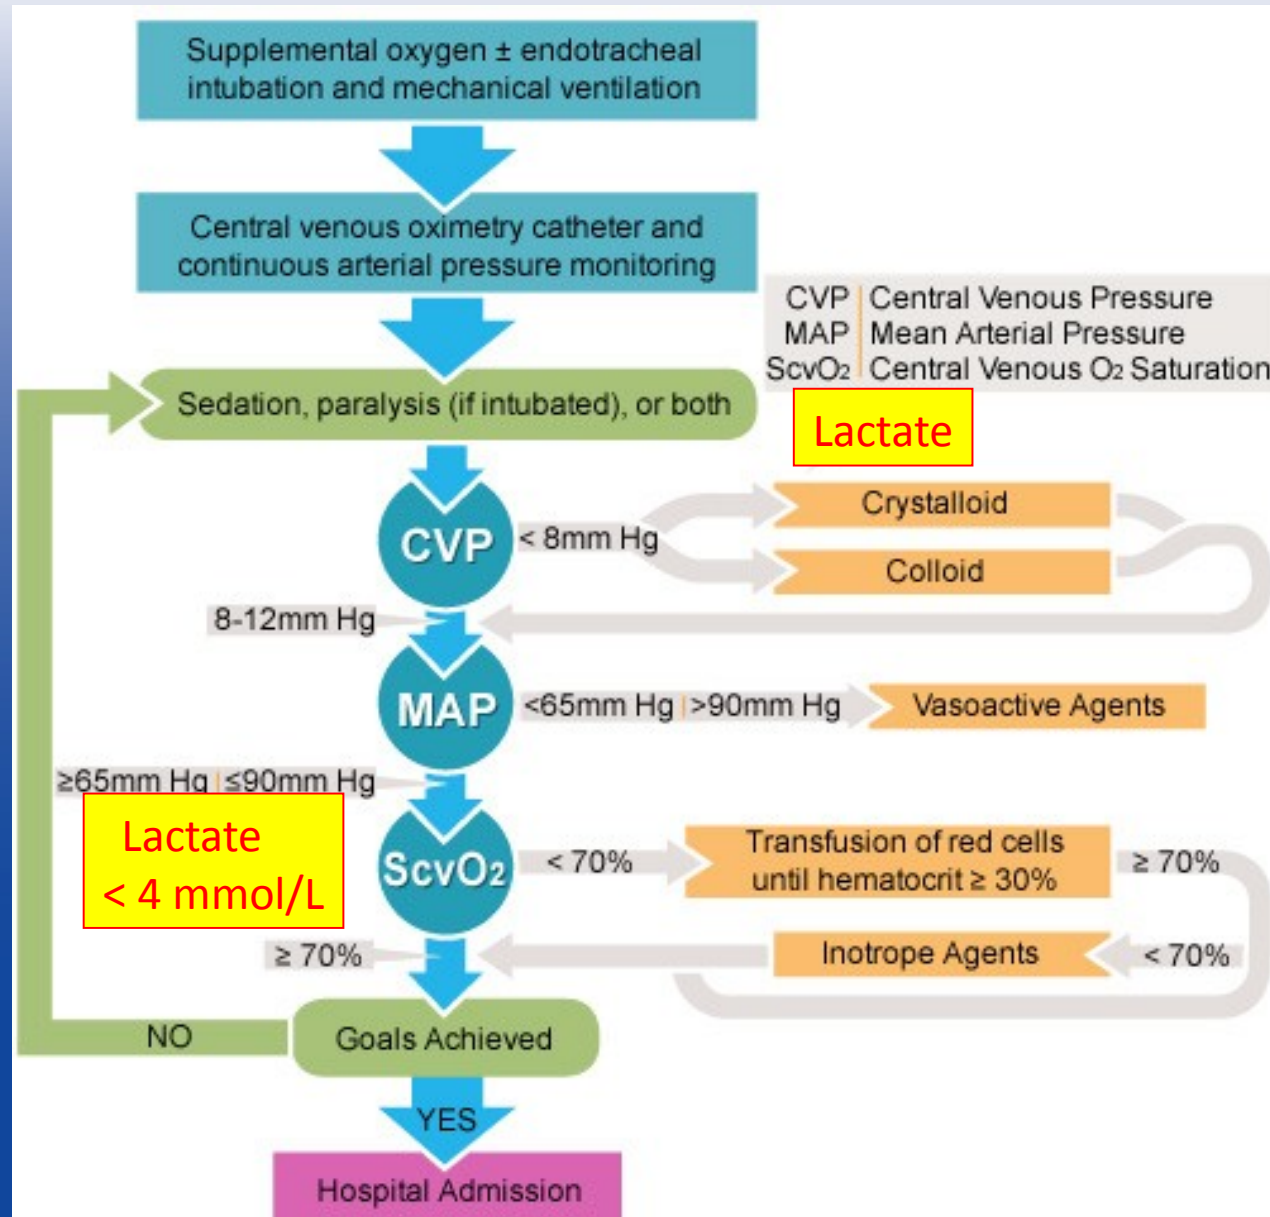 Supplemental oxygen ± endotracheal
intubation and mechanical ventilation
Central venous oximetry catheter and
continuous arterial pressure monitoring
CVP | Central Venous Pressure
MAP | Mean Arterial Pressure
ScvO₂ | Central Venous O₂ Saturation
Sedation, paralysis (if intubated), or both
Lactate
CVP
< 8mm Hg
Crystalloid
Colloid
8-12mm Hg
MAP
<65mm Hg | >90mm Hg
Vasoactive Agents
≥65mm Hg | ≤90mm Hg
Lactate
< 4 mmol/L
ScvO₂
< 70%
Transfusion of red cells
until hematocrit ≥ 30%
≥ 70%
≥ 70%
Inotrope Agents
< 70%
NO
Goals Achieved
YES
Hospital Admission